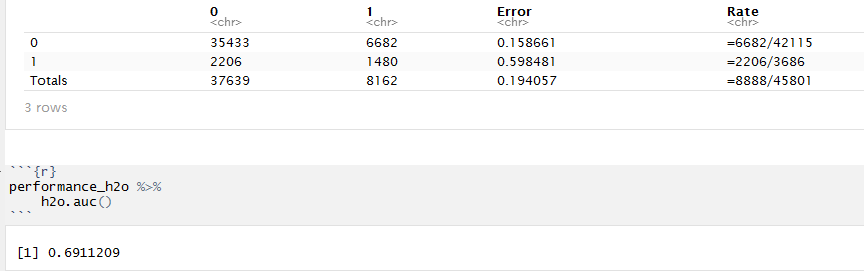 0 1 Error Rate
<chr> <chr> <chr> <chr>
0 35433 6682 0.158661 =6682/42115
1 2206 1480 0.598481 =2206/3686
Totals 37639 8162 0.194057 =8888/45801
3 rows
```{r}
performance_h2o %>%
    h2o.auc()
```
[1] 0.6911209